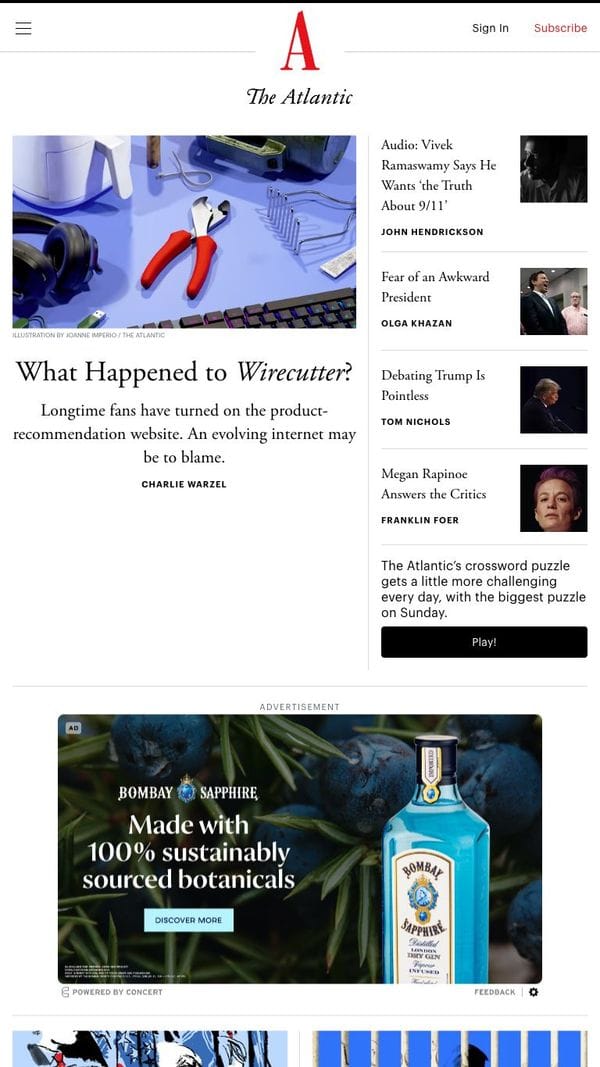 Sign In
Subscribe
A
The Atlantic
ILLUSTRATION BY JOANNE IMPERIO / THE ATLANTIC
What Happened to Wirecutter?
Longtime fans have turned on the product-
recommendation website. An evolving internet may
be to blame.
CHARLIE WARZEL
Audio: Vivek
Ramaswamy Says He
Wants ‘the Truth
About 9/11’
JOHN HENDRICKSON
Fear of an Awkward
President
OLGA KHAZAN
Debating Trump Is
Pointless
TOM NICHOLS
Megan Rapinoe
Answers the Critics
FRANKLIN FOER
The Atlantic’s crossword puzzle
gets a little more challenging
every day, with the biggest puzzle
on Sunday.
Play!
ADVERTISEMENT
AD
BOMBAY SAPPHIRE
Made with
100% sustainably
sourced botanicals
DISCOVER MORE
IMPORTED
BOMBAY
SAPPHIRE
Distilled
LONDON
DRY GIN
Vapour
INFUSED
POWERED BY CONCERT
FEEDBACK